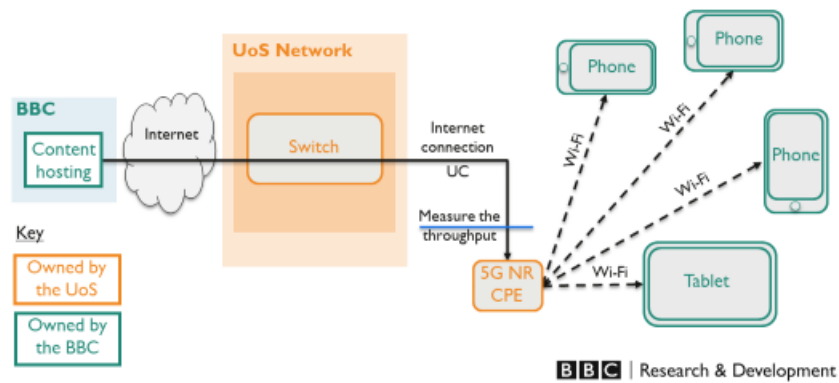 UoS Network
BBC
Content
hosting
Internet
Switch
Internet
connection
UC
Measure the
throughput
5G NR
CPE
Wi-Fi
Wi-Fi
Wi-Fi
Wi-Fi
Phone
Phone
Phone
Tablet
Key
Owned by
the UoS
Owned by
the BBC
BBC | Research & Development